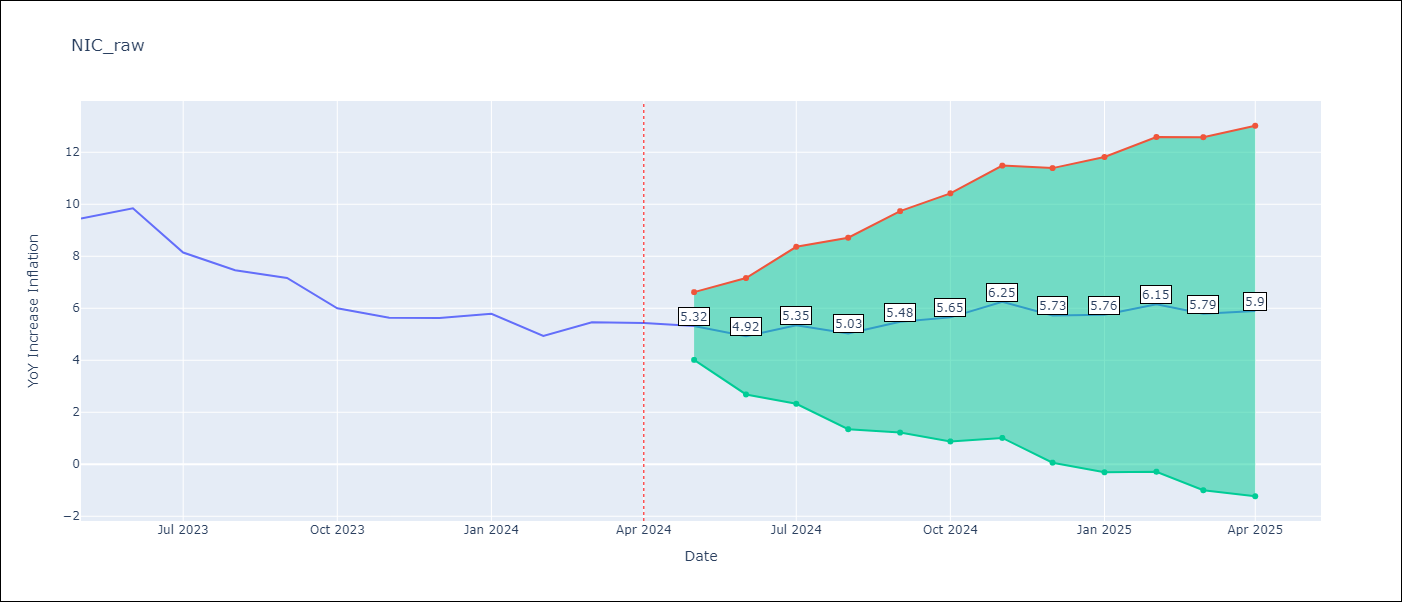 NIC_raw
YoY Increase Inflation
12
10
8
6
4
2
0
−2
5.32
4.92
5.35
5.03
5.48
5.65
6.25
5.73
5.76
6.15
5.79
5.9
Jul 2023
Oct 2023
Jan 2024
Apr 2024
Jul 2024
Oct 2024
Jan 2025
Apr 2025
Date